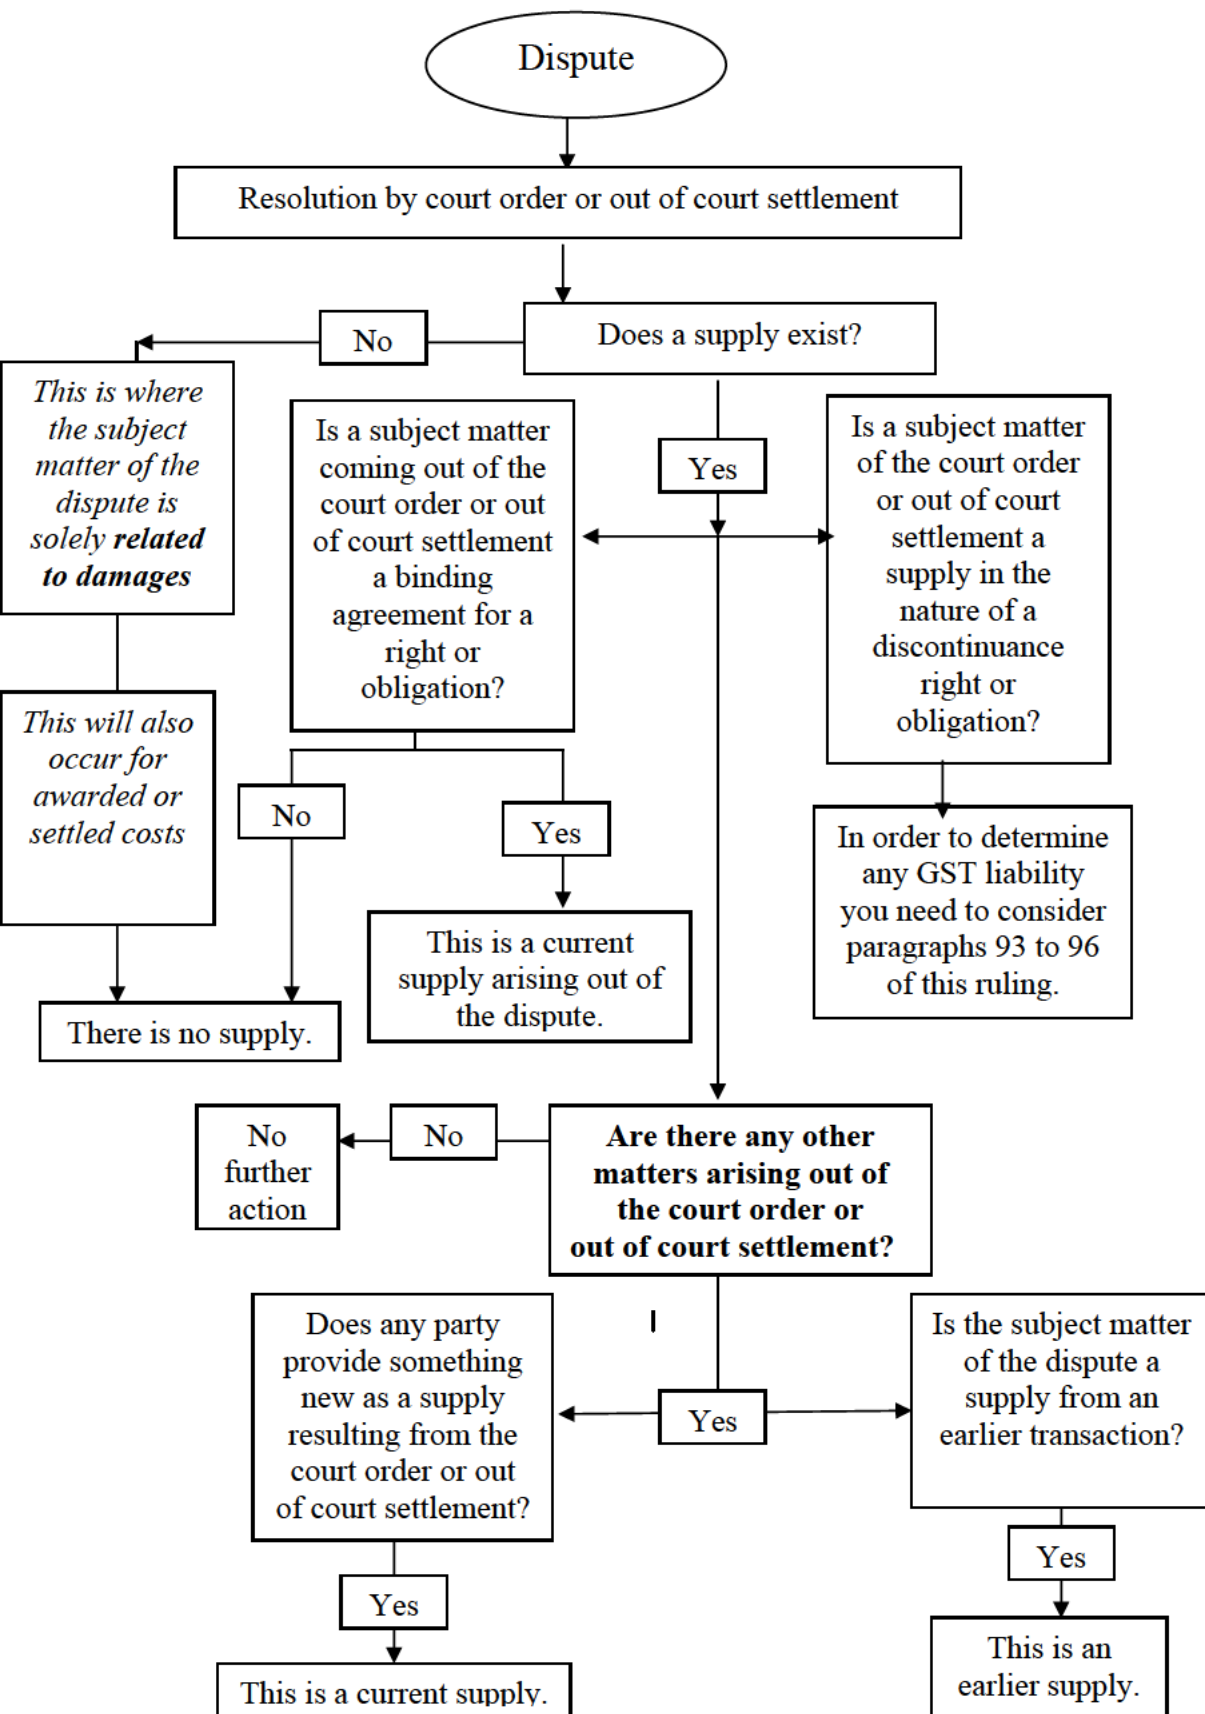 Dispute
Resolution by court order or out of court settlement
Does a supply exist?
No
This is where
the subject
matter of the
dispute is
solely related
to damages
This will also
occur for
awarded or
settled costs
Yes
Is a subject matter
coming out of the
court order or out
of court settlement
a binding
agreement for a
right or
obligation?
Is a subject matter
of the court order
or out of court
settlement a
supply in the
nature of a
discontinuance
right or
obligation?
No
Yes
In order to determine
any GST liability
you need to consider
paragraphs 93 to 96
of this ruling.
This is a current
supply arising out of
the dispute.
There is no supply.
Are there any other
matters arising out of
the court order or
out of court settlement?
No
No
further
action
Does any party
provide something
new as a supply
resulting from the
court order or out
of court settlement?
Yes
Is the subject matter
of the dispute a
supply from an
earlier transaction?
Yes
Yes
This is a current supply.
This is an
earlier supply.